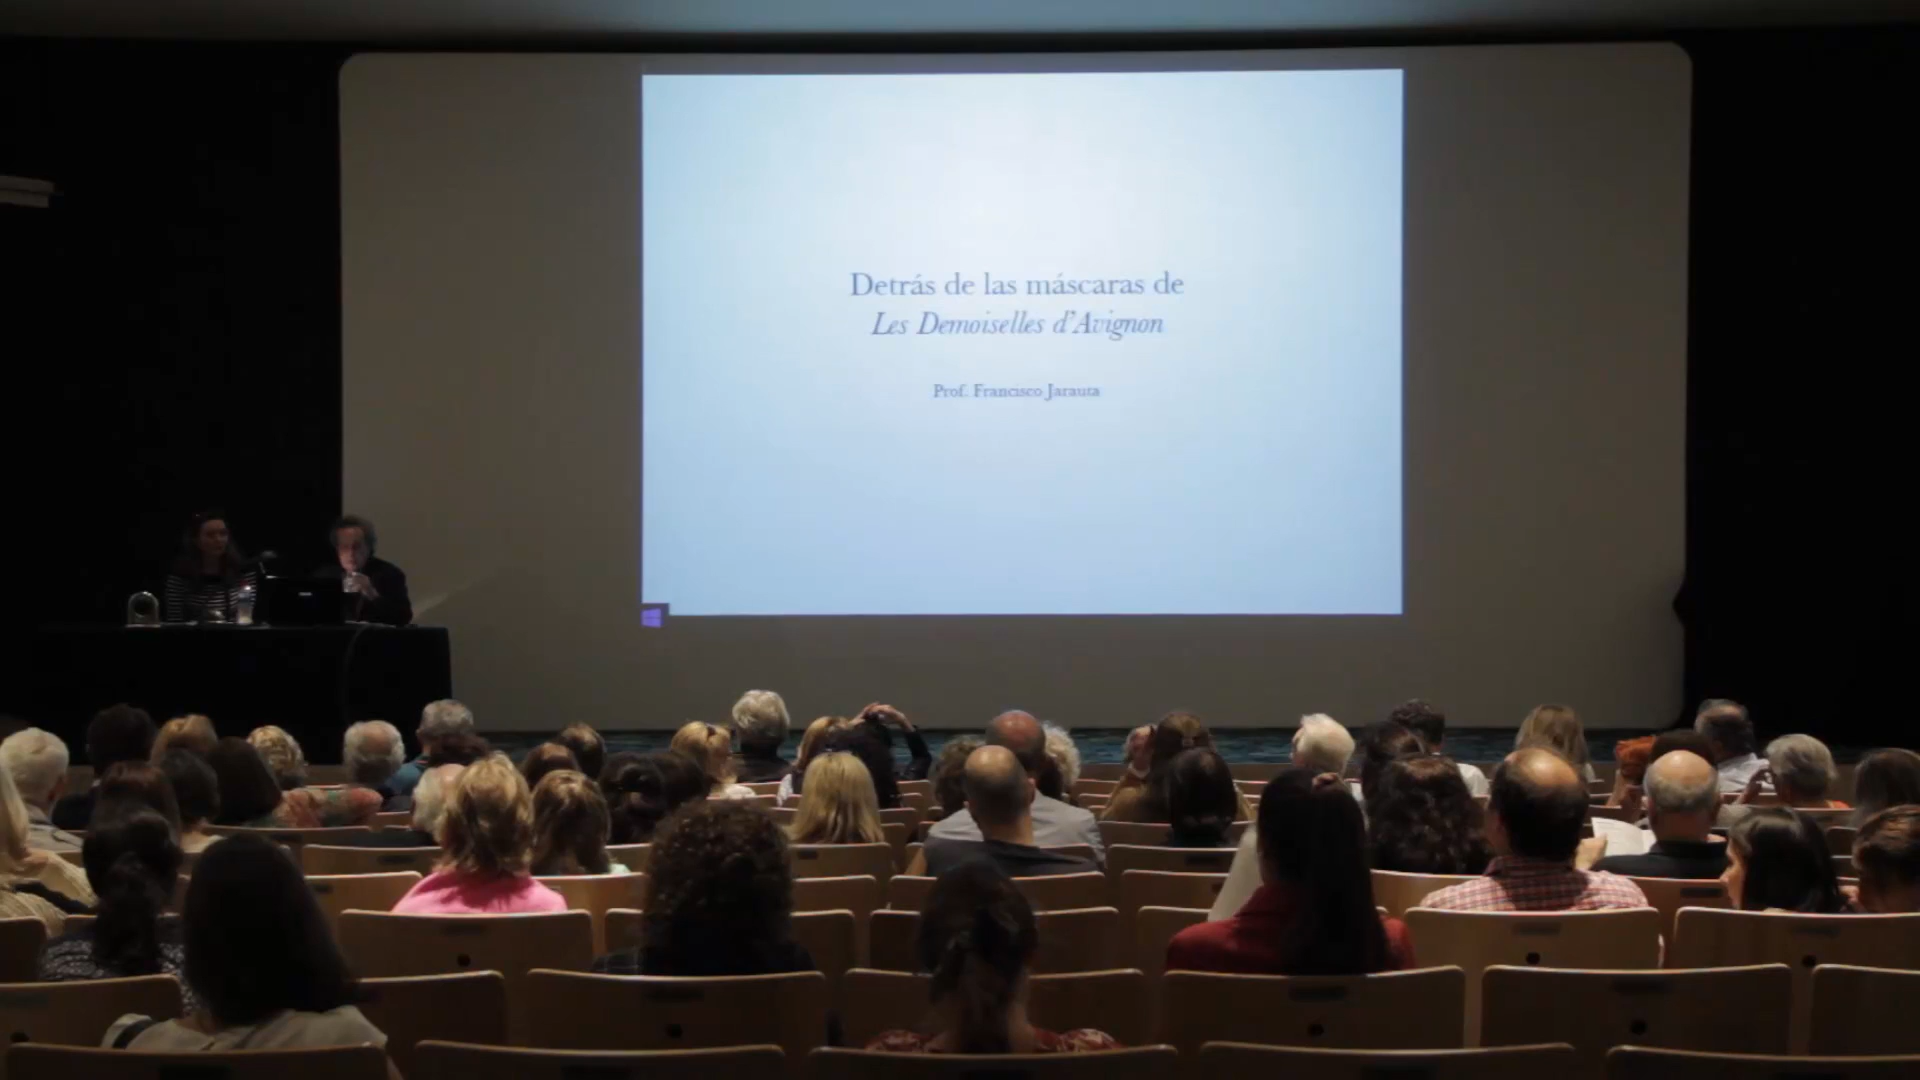 Detrás de las máscaras de
Les Demoiselles d'Avignon
Prof. Francisco Jarauta